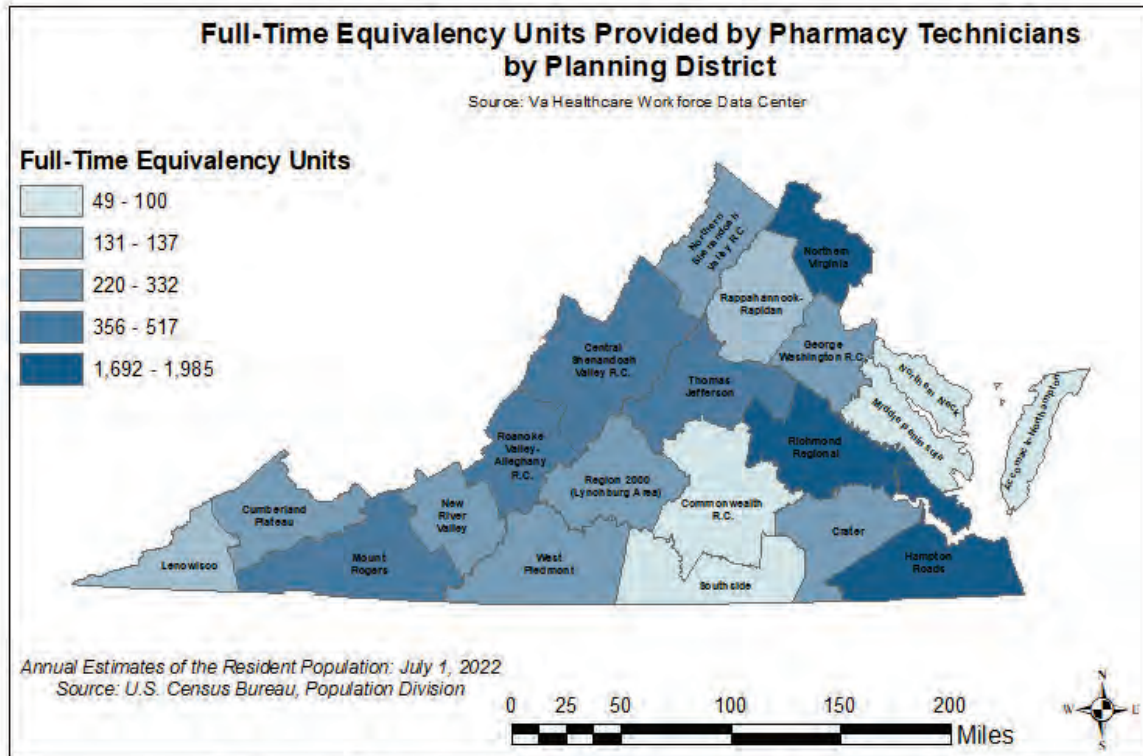 Full-Time Equivalency Units Provided by Pharmacy Technicians
by Planning District
Source: Va Healthcare Workforce Data Center
Full-Time Equivalency Units
49 - 100
131 - 137
220 - 332
356 - 517
1,692 - 1,985
Northern
Shenandoah
Valley R.C.
Northern
Virginia
Rappahannock-
Rapidan
Central
Shenandoah
Valley R.C.
George
Washington R.C.
Thomas
Jefferson
Northern Neck
Middle Peninsula
Accomack-Northampton
Roanoke
Valley-
Alleghany
R.C.
Richmond
Regional
Region 2000
(Lynchburg Area)
Commonwealth
R.C.
Cumberland
Plateau
New
River
Valley
Crater
Lenowisco
Mount
Rogers
West
Piedmont
Southside
Hampton
Roads
Annual Estimates of the Resident Population: July 1, 2022
Source: U.S. Census Bureau, Population Division
0 25 50 100 150 200
Miles
N
W E
S